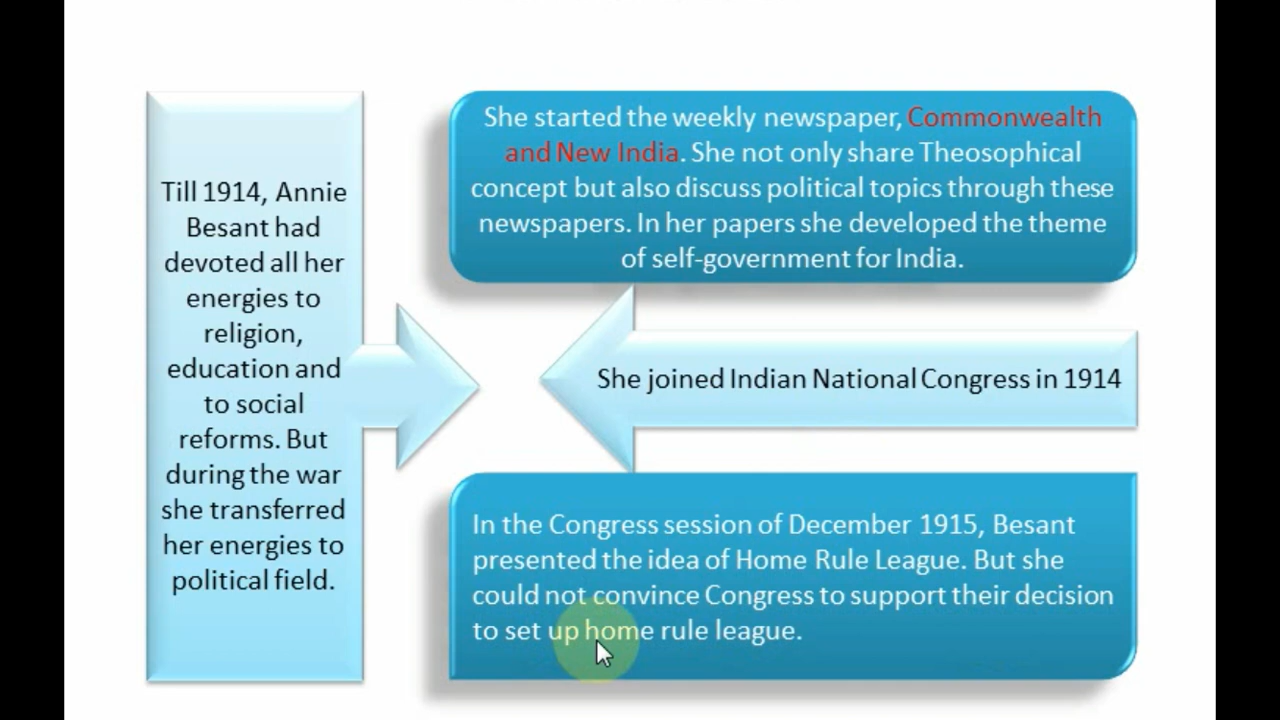 Till 1914, Annie
Besant had
devoted all her
energies to
religion,
education and
to social
reforms. But
during the war
she transferred
her energies to
political field.
She started the weekly newspaper, Commonwealth
and New India. She not only share Theosophical
concept but also discuss political topics through these
newspapers. In her papers she developed the theme
of self-government for India.
She joined Indian National Congress in 1914
In the Congress session of December 1915, Besant
presented the idea of Home Rule League. But she
could not convince Congress to support their decision
to set up home rule league.